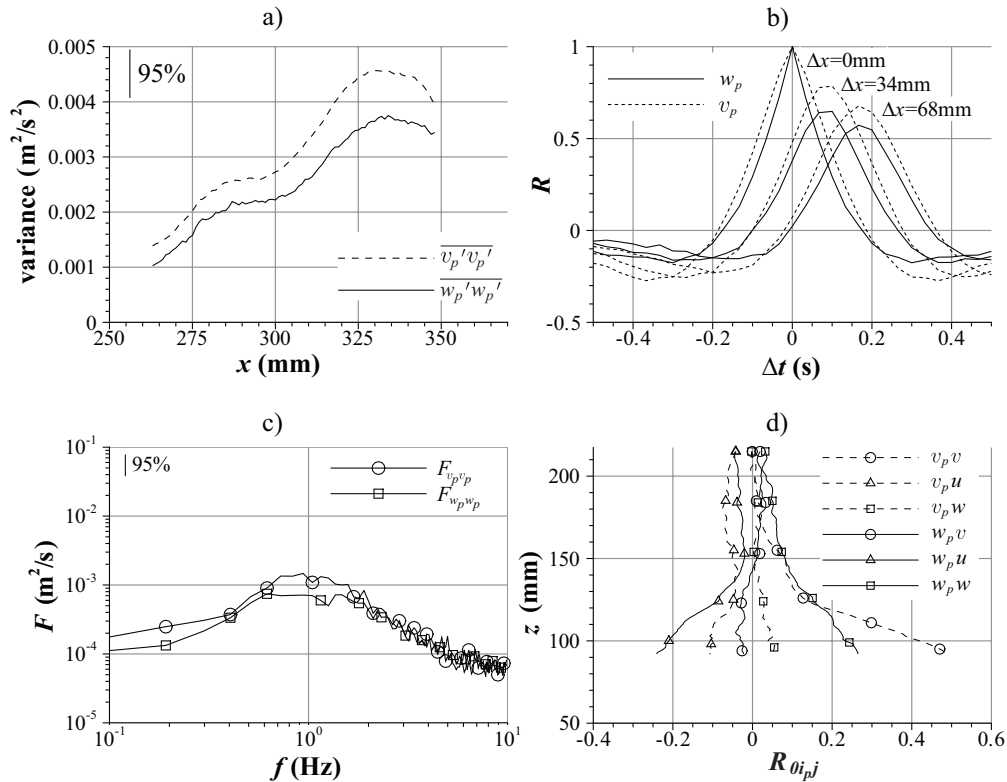 a)
0.005
95%
0.004
0.003
0.002
0.001
0
variance (m²/s²)
v_p'v_p'
w_p'w_p'
250
275
300
325
350
x (mm)
b)
1
0.5
0
-0.5
R
w_p
v_p
Δx=0mm
Δx=34mm
Δx=68mm
-0.4
-0.2
0
0.2
0.4
Δt (s)
c)
10⁻¹
95%
10⁻²
10⁻³
10⁻⁴
10⁻⁵
F (m²/s)
F_{v_pv_p}
F_{w_pw_p}
10⁻¹
10⁰
10¹
f (Hz)
d)
200
150
100
50
z (mm)
v_p v
v_p u
v_p w
w_p v
w_p u
w_p w
-0.4
-0.2
0
0.2
0.4
0.6
R_{0i_pj}